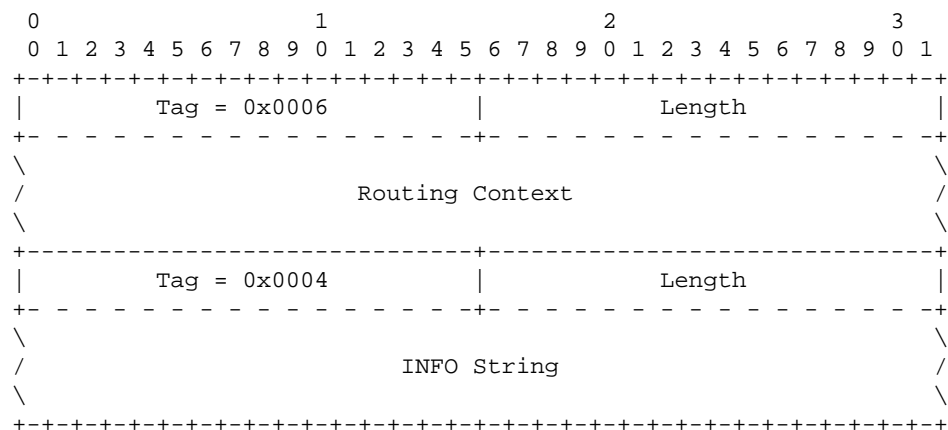 0                   1                   2                   3
 0 1 2 3 4 5 6 7 8 9 0 1 2 3 4 5 6 7 8 9 0 1 2 3 4 5 6 7 8 9 0 1
+-+-+-+-+-+-+-+-+-+-+-+-+-+-+-+-+-+-+-+-+-+-+-+-+-+-+-+-+-+-+-+-+
|         Tag = 0x0006          |            Length             |
+- - - - - - - - - - - - - - - -+- - - - - - - - - - - - - - - -+
\                                                               \
/                       Routing Context                         /
\                                                               \
+-------------------------------+-------------------------------+
|         Tag = 0x0004          |            Length             |
+- - - - - - - - - - - - - - - -+- - - - - - - - - - - - - - - -+
\                                                               \
/                          INFO String                          /
\                                                               \
+-+-+-+-+-+-+-+-+-+-+-+-+-+-+-+-+-+-+-+-+-+-+-+-+-+-+-+-+-+-+-+-+